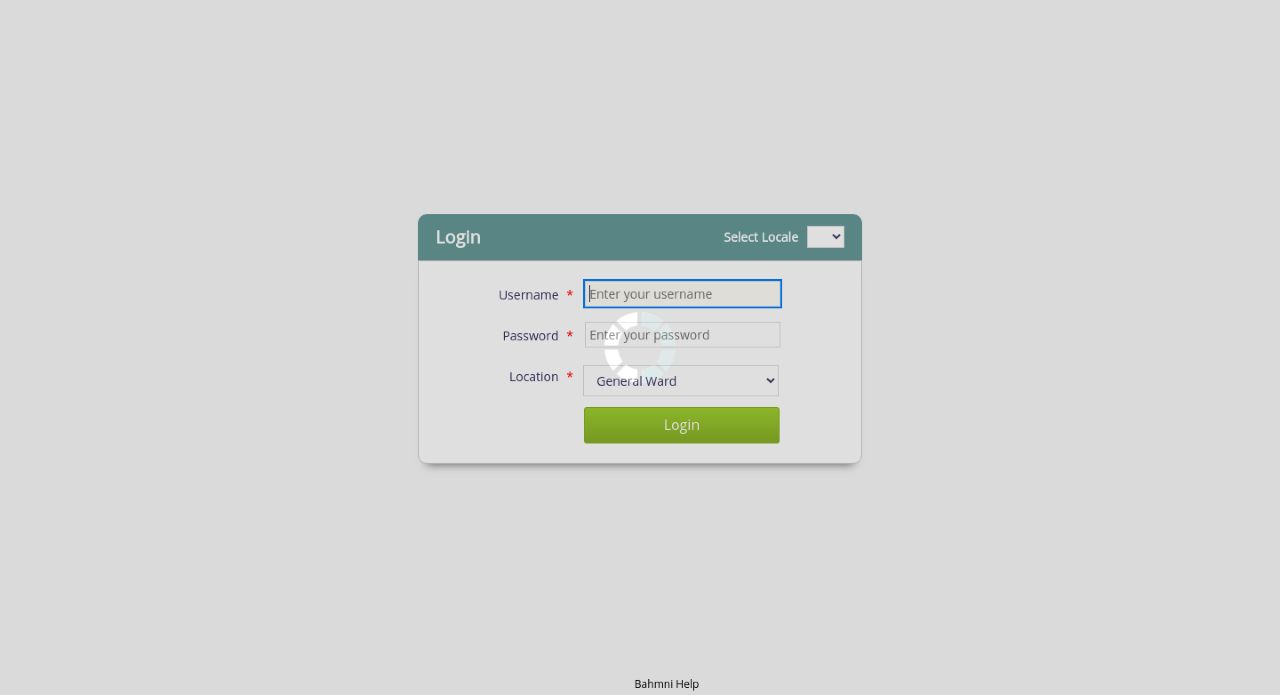 Login
Select Locale
Username *
Enter your username
Password *
Enter your password
Location *
General Ward
Login
Bahmni Help